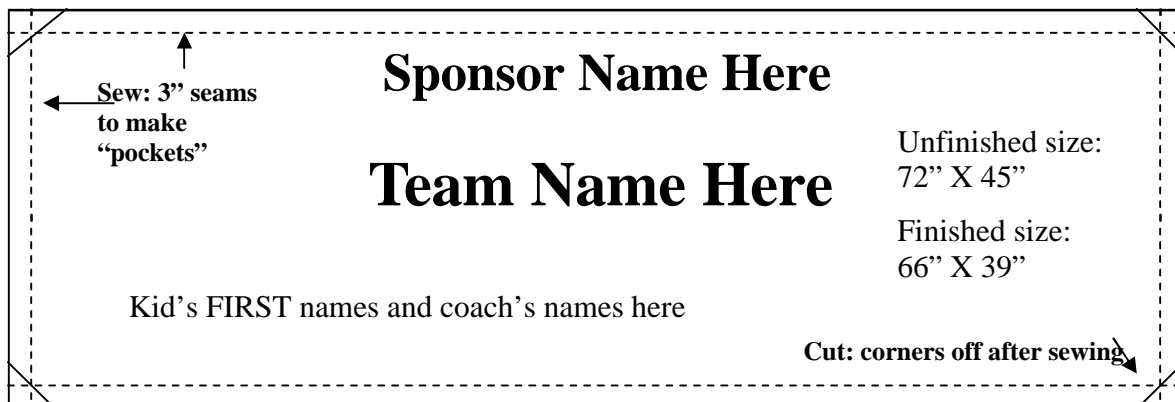 Sponsor Name Here
Sew: 3” seams
to make
“pockets”
Team Name Here
Unfinished size:
72” X 45”
Finished size:
66” X 39”
Kid’s FIRST names and coach’s names here
Cut: corners off after sewing